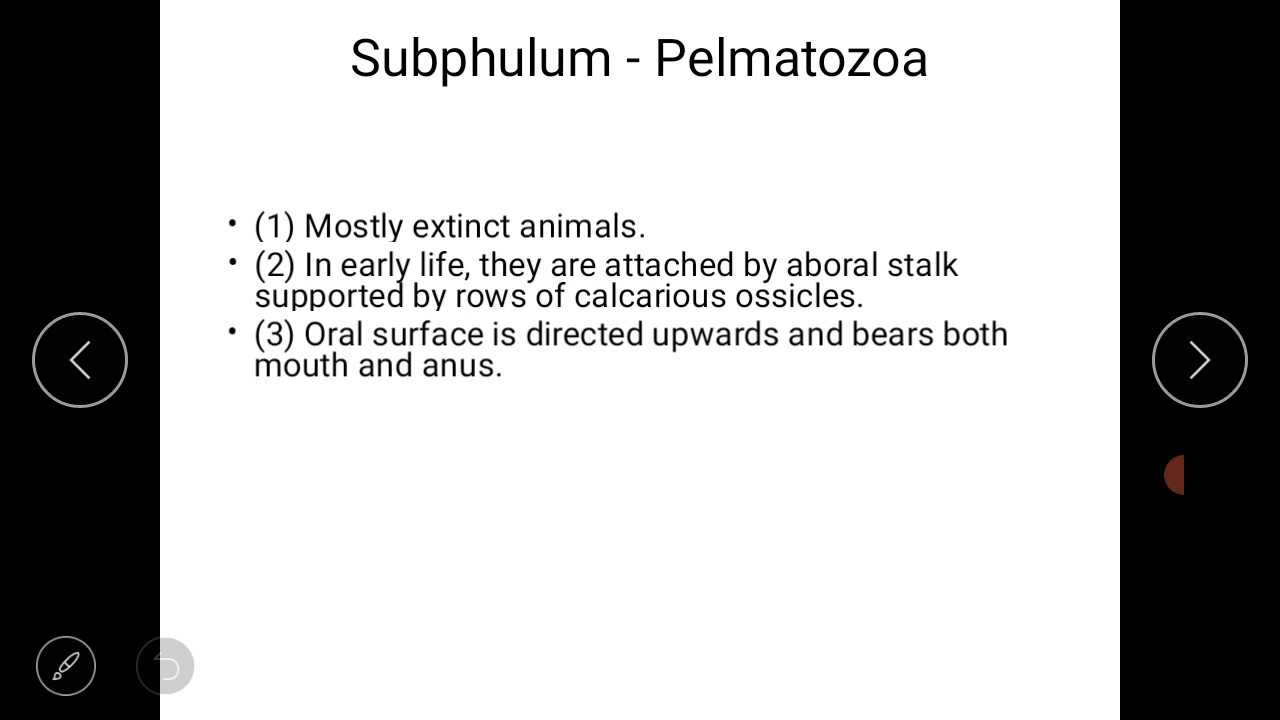 Subphulum - Pelmatozoa
• (1) Mostly extinct animals.
• (2) In early life, they are attached by aboral stalk
supported by rows of calcarious ossicles.
• (3) Oral surface is directed upwards and bears both
mouth and anus.